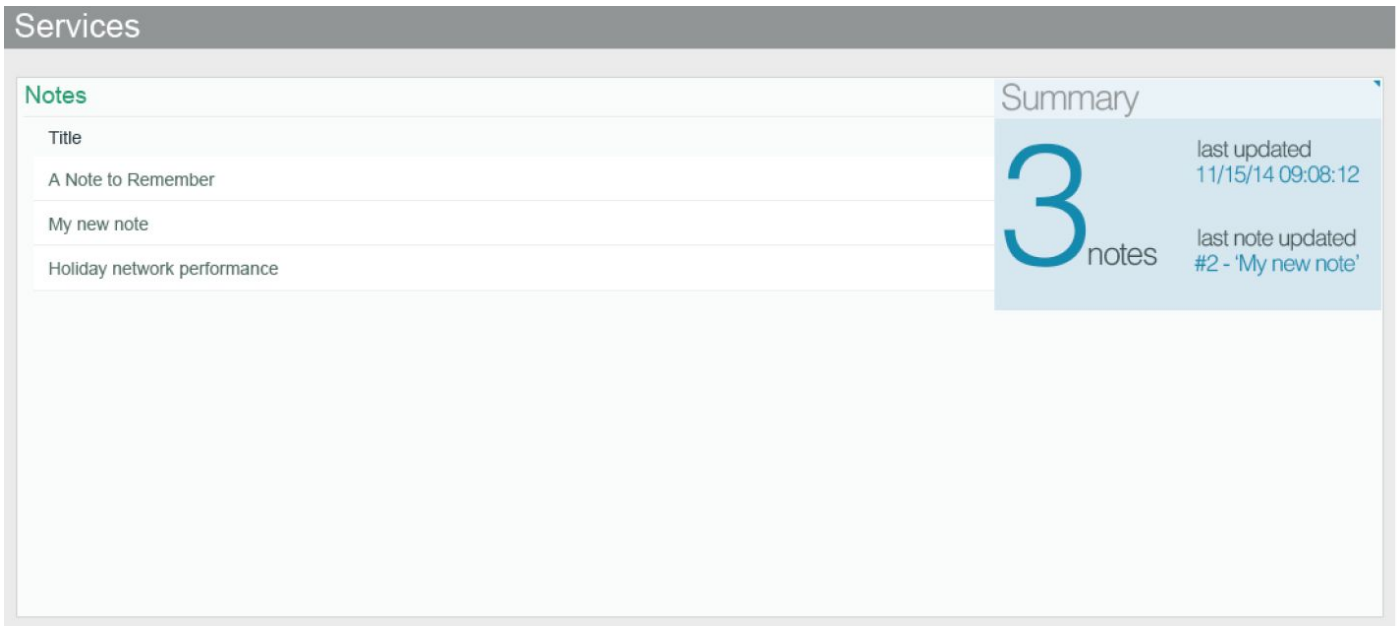 Services
Notes
Title
A Note to Remember
My new note
Holiday network performance
Summary
3 notes
last updated
11/15/14 09:08:12
last note updated
#2 - ‘My new note’